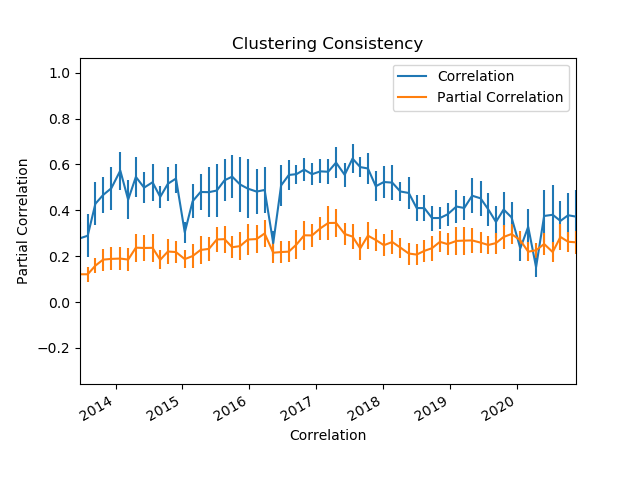 Clustering Consistency
Correlation
Partial Correlation
1.0
0.8
0.6
0.4
0.2
0.0
−0.2
Partial Correlation
2014
2015
2016
2017
2018
2019
2020
Correlation